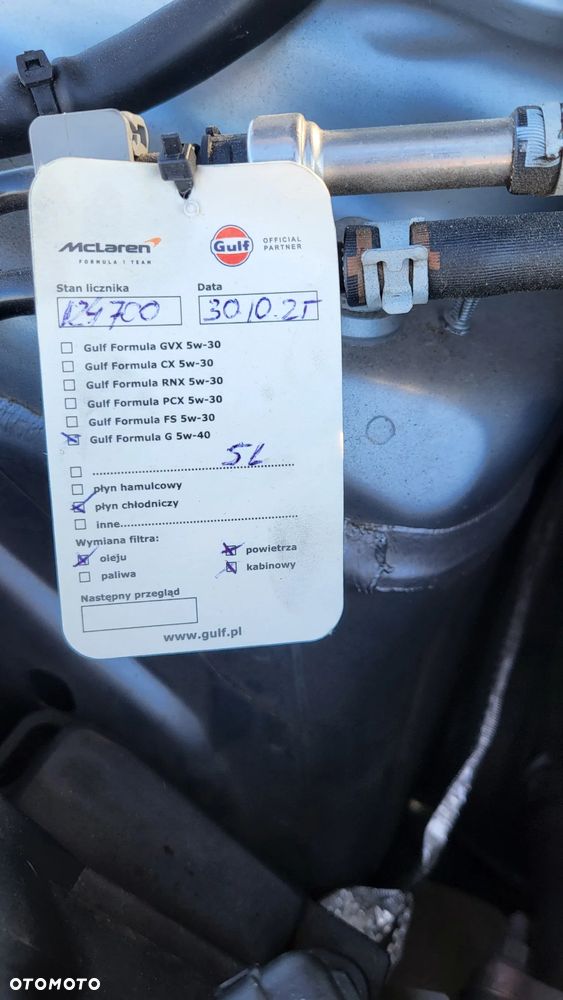 McLaren
FORMULA 1 TEAM
Gulf
OFFICIAL PARTNER
Stan licznika Data
124700 30.10.25
Gulf Formula GVX 5w-30
Gulf Formula CX 5w-30
Gulf Formula RNX 5w-30
Gulf Formula PCX 5w-30
Gulf Formula FS 5w-30
Gulf Formula G 5w-40
5L
płyn hamulcowy
płyn chłodniczy
inne
Wymiana filtra:
oleju powietrza
paliwa kabinowy
Następny przegląd
www.gulf.pl
OTOMOTO